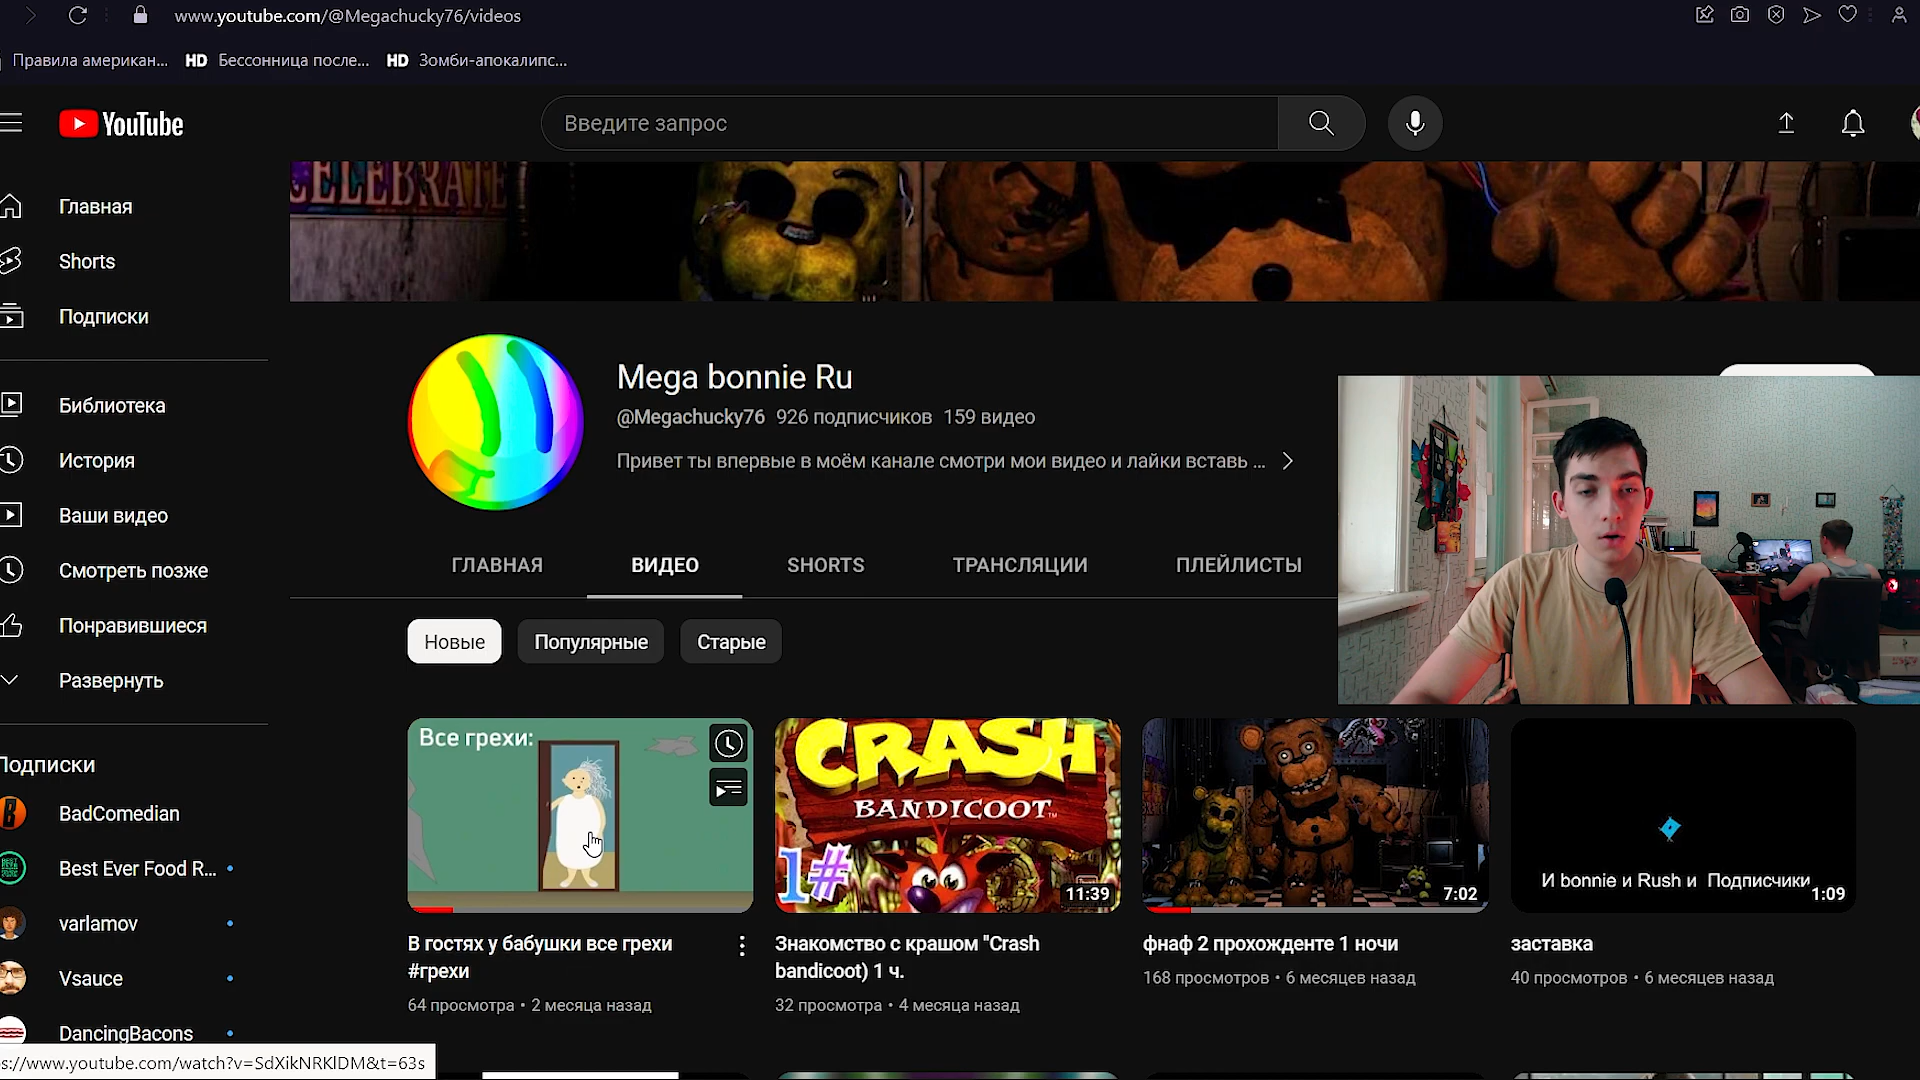 www.youtube.com/@Megachucky76/videos
Правила американ...
HD Бессонница после...
HD Зомби-апокалипс...
YouTube
Введите запрос
Главная
Shorts
Подписки
Библиотека
История
Ваши видео
Смотреть позже
Понравившиеся
Развернуть
Подписки
BadComedian
Best Ever Food R...
varlamov
Vsauce
DancingBacons
CELEBRATE
Mega bonnie Ru
@Megachucky76 926 подписчиков 159 видео
Привет ты впервые в моём канале смотри мои видео и лайки вставь ...
ГЛАВНАЯ
ВИДЕО
SHORTS
ТРАНСЛЯЦИИ
ПЛЕЙЛИСТЫ
Новые
Популярные
Старые
Все грехи:
В гостях у бабушки все грехи
#грехи
64 просмотра • 2 месяца назад
CRASH
BANDICOOT™
1#
11:39
Знакомство с крашом "Crash
bandicoot) 1 ч.
32 просмотра • 4 месяца назад
7:02
фнаф 2 прохожденте 1 ночи
168 просмотров • 6 месяцев назад
И bonnie и Rush и Подписчики
1:09
заставка
40 просмотров • 6 месяцев назад
s://www.youtube.com/watch?v=SdXikNRKlDM&t=63s